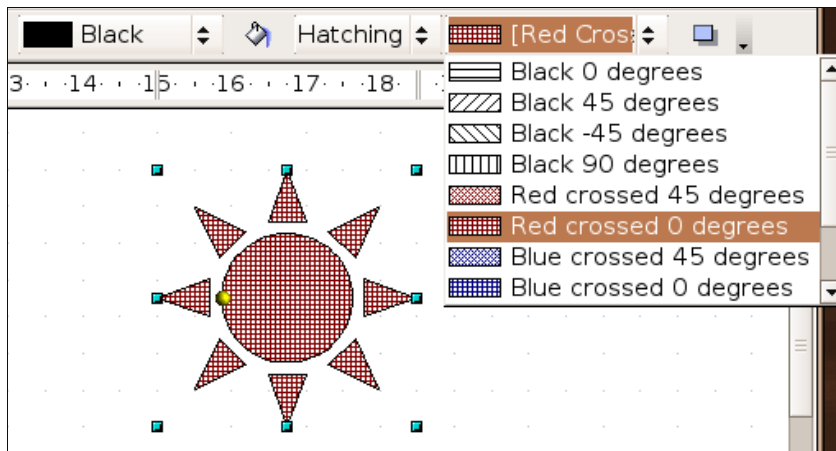 Black Hatching [Red Cros
3 14 15 16 17 18
Black 0 degrees
Black 45 degrees
Black -45 degrees
Black 90 degrees
Red crossed 45 degrees
Red crossed 0 degrees
Blue crossed 45 degrees
Blue crossed 0 degrees